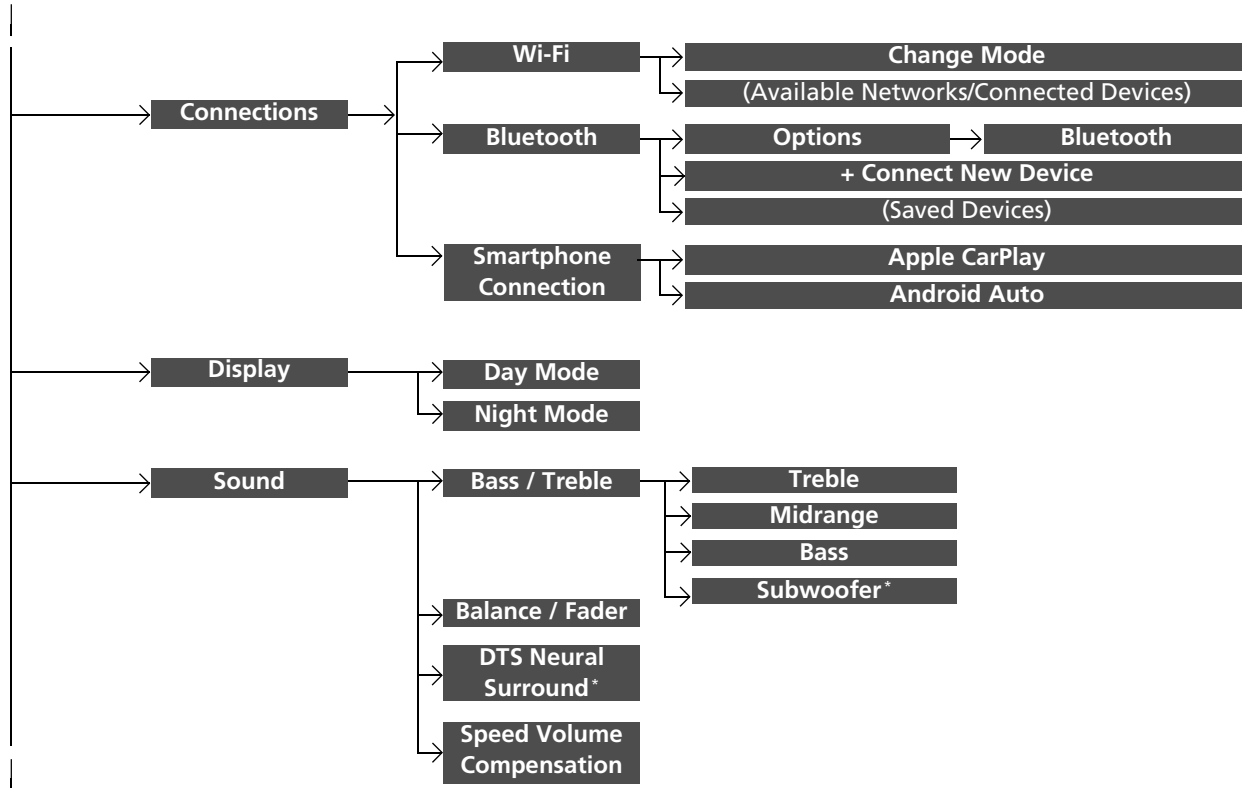 Connections
Wi-Fi
Change Mode
(Available Networks/Connected Devices)
Bluetooth
Options
Bluetooth
+ Connect New Device
(Saved Devices)
Smartphone
Connection
Apple CarPlay
Android Auto
Display
Day Mode
Night Mode
Sound
Bass / Treble
Treble
Midrange
Bass
Subwoofer*
Balance / Fader
DTS Neural
Surround*
Speed Volume
Compensation